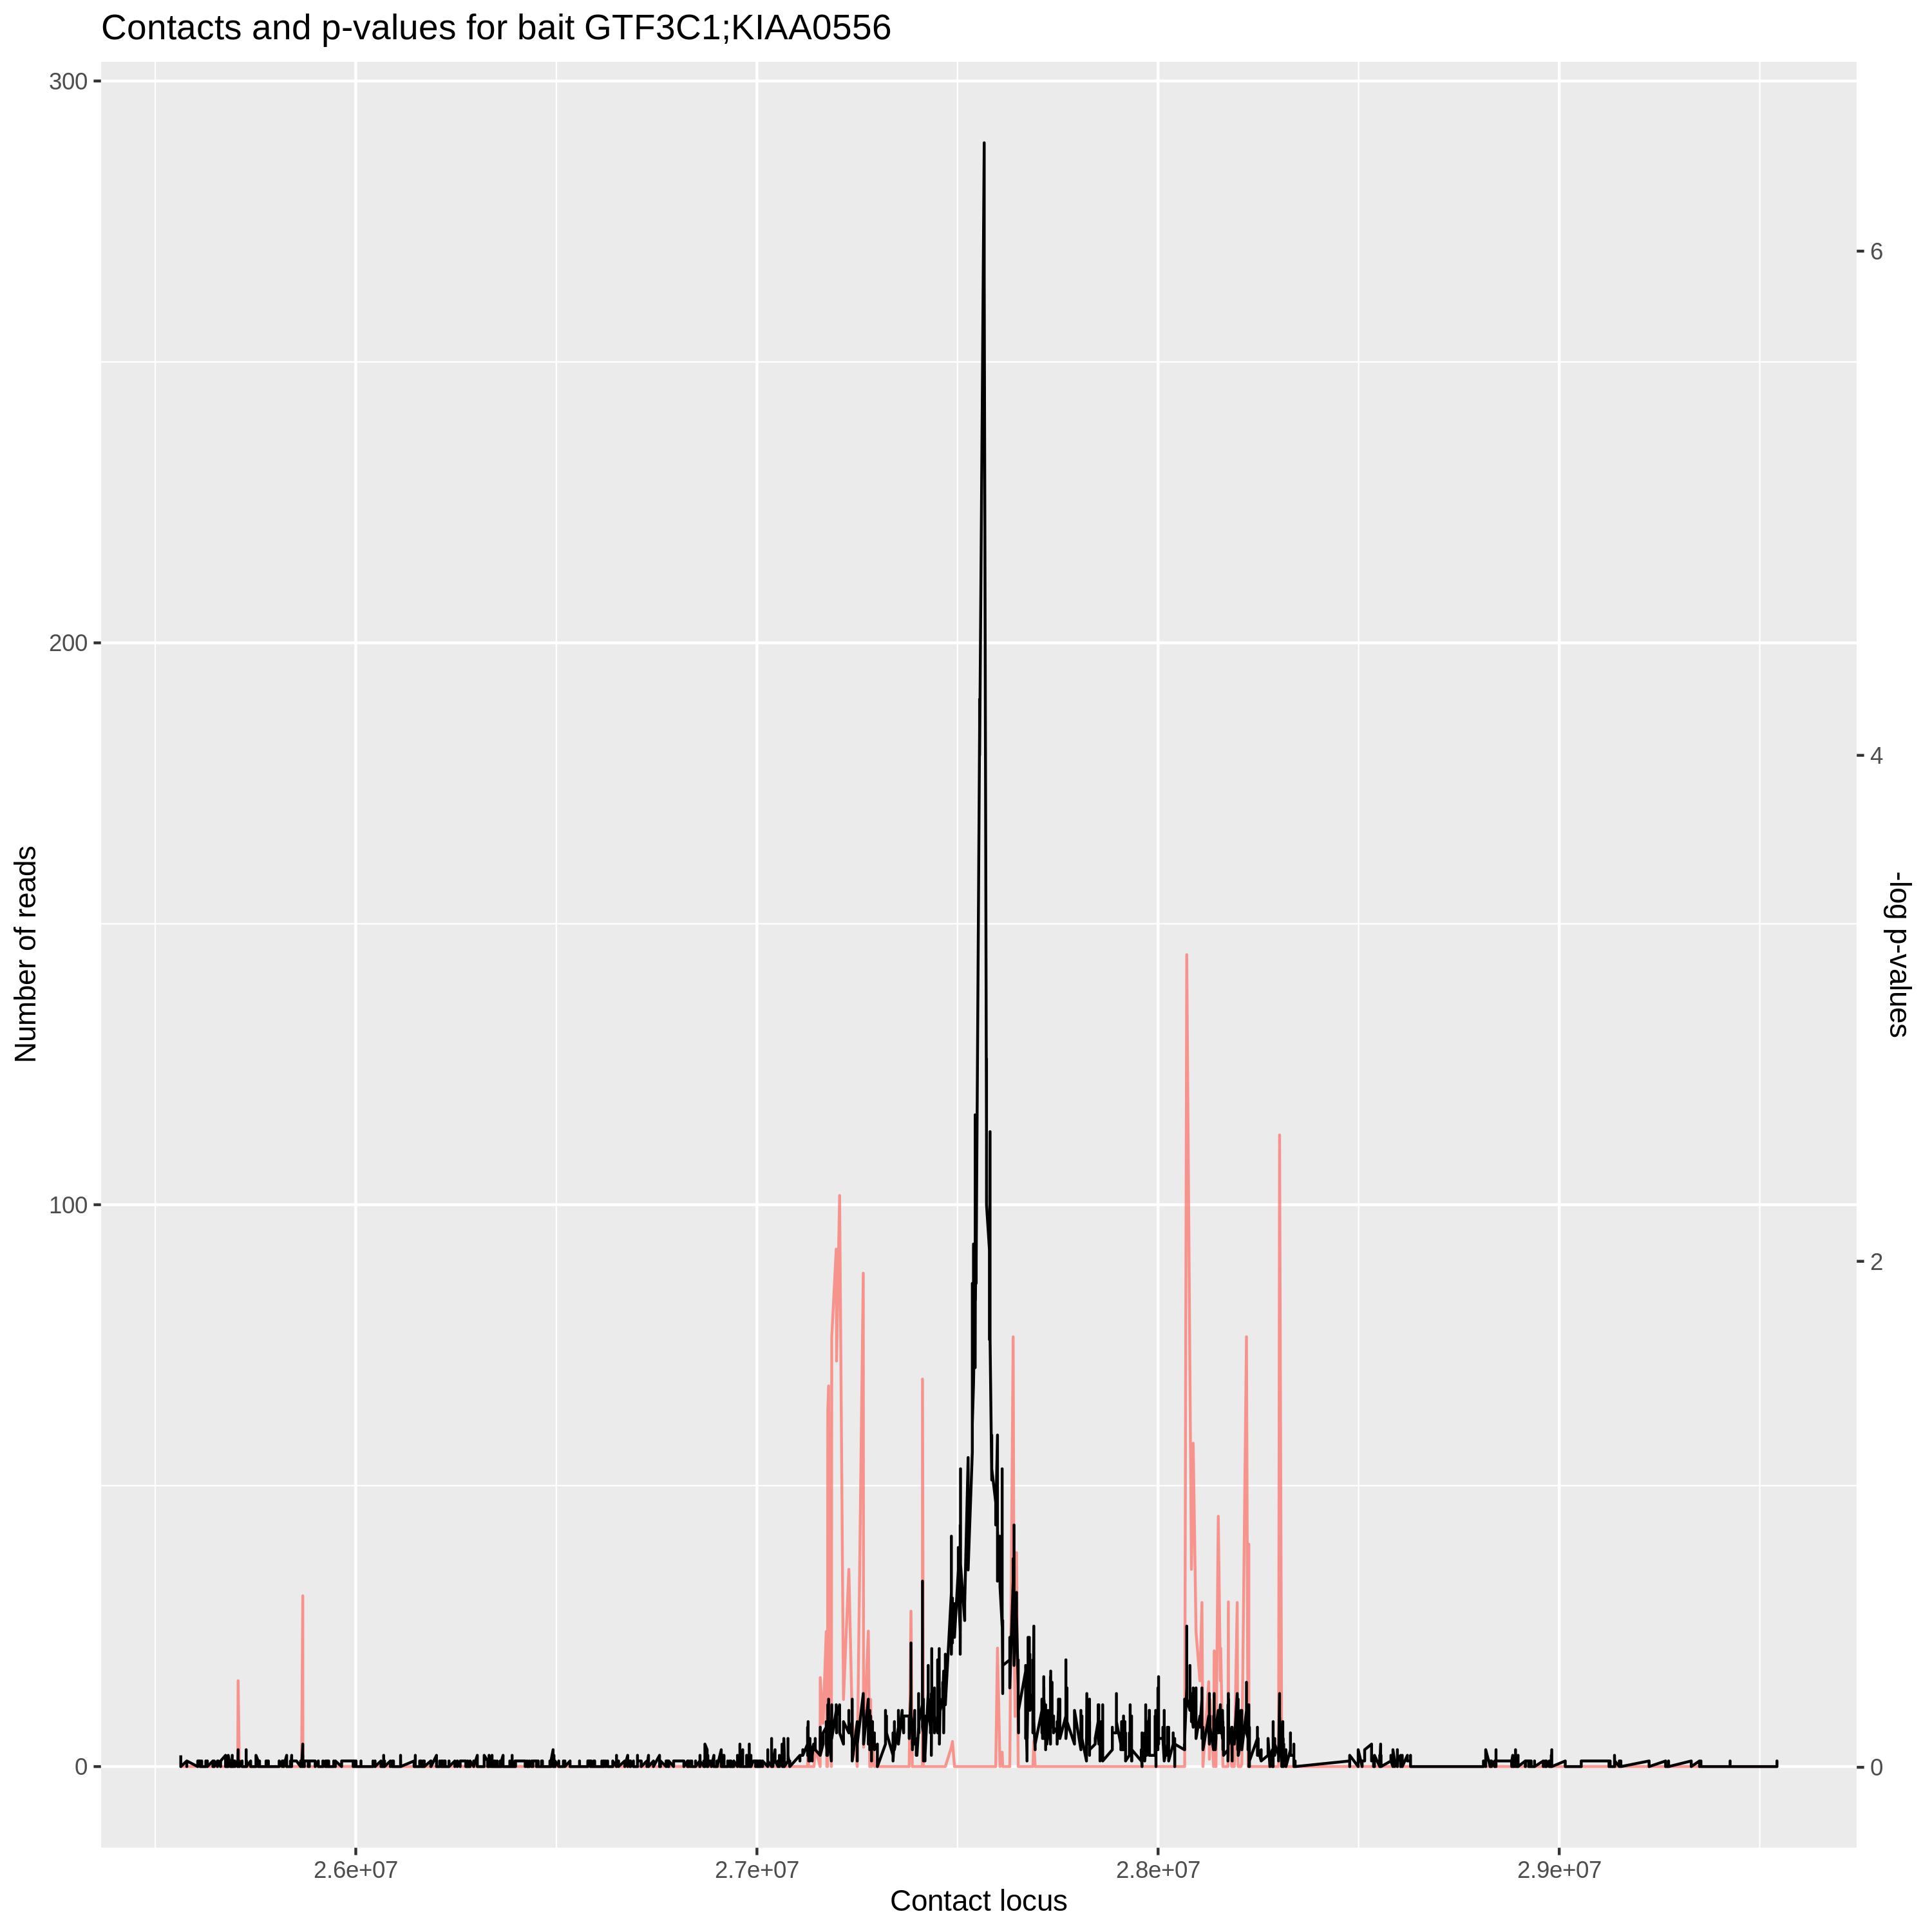 Contacts and p-values for bait GTF3C1;KIAA0556
300
200
100
0
Number of reads
6
4
2
0
-log p-values
2.6e+07
2.7e+07
2.8e+07
2.9e+07
Contact locus